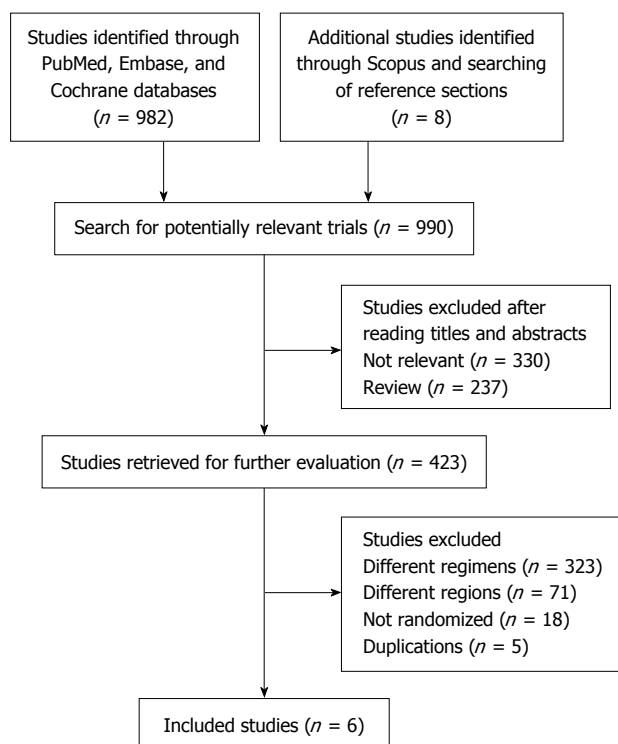 Studies identified through
PubMed, Embase, and
Cochrane databases
(n = 982)
Additional studies identified
through Scopus and searching
of reference sections
(n = 8)
Search for potentially relevant trials (n = 990)
Studies excluded after
reading titles and abstracts
Not relevant (n = 330)
Review (n = 237)
Studies retrieved for further evaluation (n = 423)
Studies excluded
Different regimens (n = 323)
Different regions (n = 71)
Not randomized (n = 18)
Duplications (n = 5)
Included studies (n = 6)